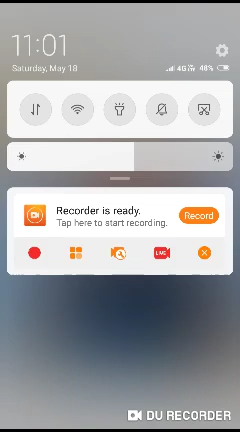 11:01
Saturday, May 18
4G
48%
Recorder is ready.
Tap here to start recording.
Record
LIVE
DU RECORDER